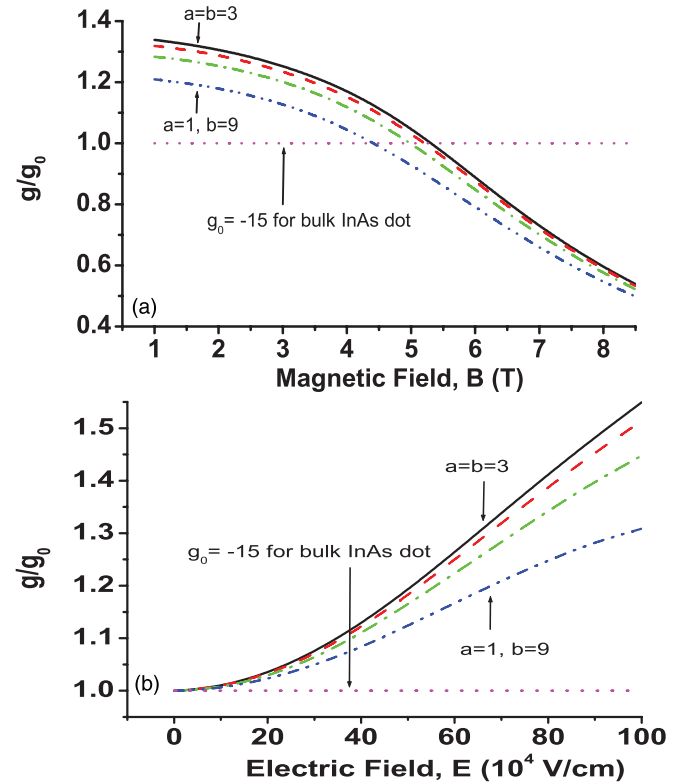 1.4
1.2
1.0
0.8
0.6
0.4
g/g₀
a=b=3
a=1, b=9
g₀= -15 for bulk InAs dot
(a)
1 2 3 4 5 6 7 8
Magnetic Field, B (T)
1.5
1.4
1.3
1.2
1.1
1.0
g/g₀
a=b=3
g₀= -15 for bulk InAs dot
a=1, b=9
(b)
0 20 40 60 80 100
Electric Field, E (10⁴ V/cm)